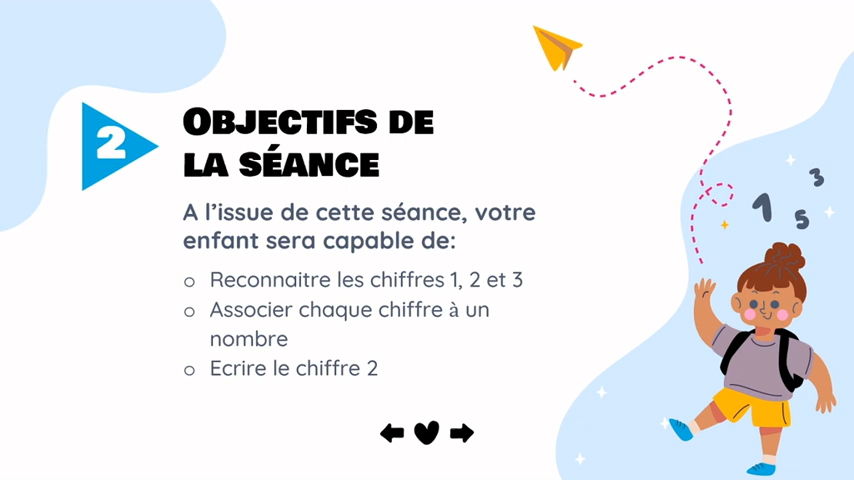 2
OBJECTIFS DE
LA SÉANCE
A l'issue de cette séance, votre
enfant sera capable de:
o Reconnaitre les chiffres 1, 2 et 3
o Associer chaque chiffre à un
nombre
o Ecrire le chiffre 2
1
3
5